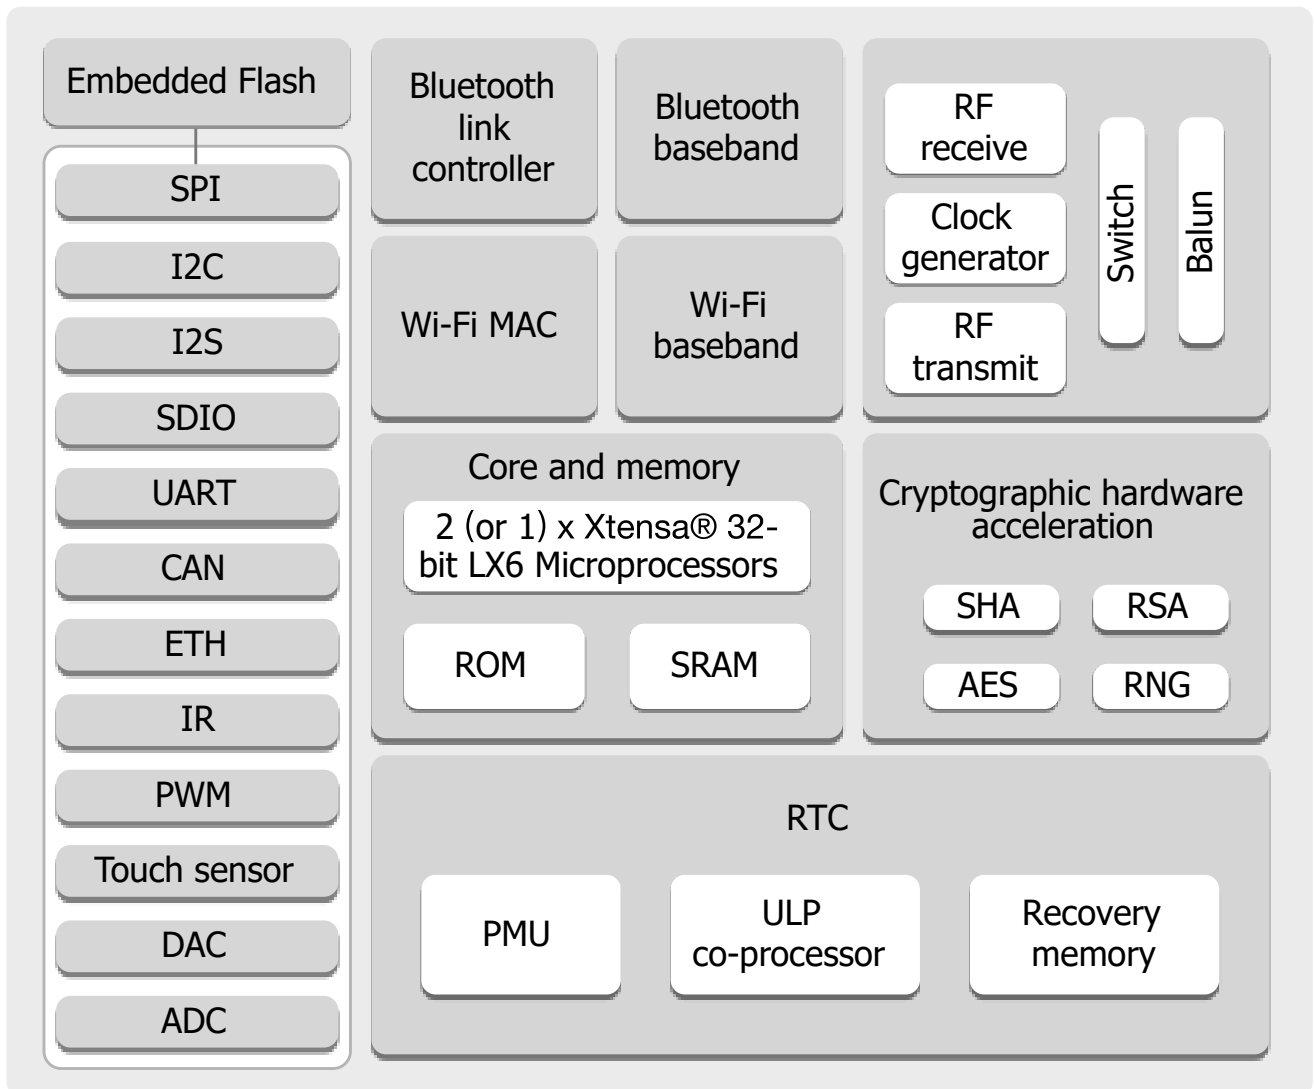 Embedded Flash
SPI
I2C
I2S
SDIO
UART
CAN
ETH
IR
PWM
Touch sensor
DAC
ADC
Bluetooth
link
controller
Bluetooth
baseband
Wi-Fi MAC
Wi-Fi
baseband
RF
receive
Clock
generator
RF
transmit
Switch
Balun
Core and memory
2 (or 1) x Xtensa® 32-
bit LX6 Microprocessors
ROM
SRAM
Cryptographic hardware
acceleration
SHA
RSA
AES
RNG
RTC
PMU
ULP
co-processor
Recovery
memory